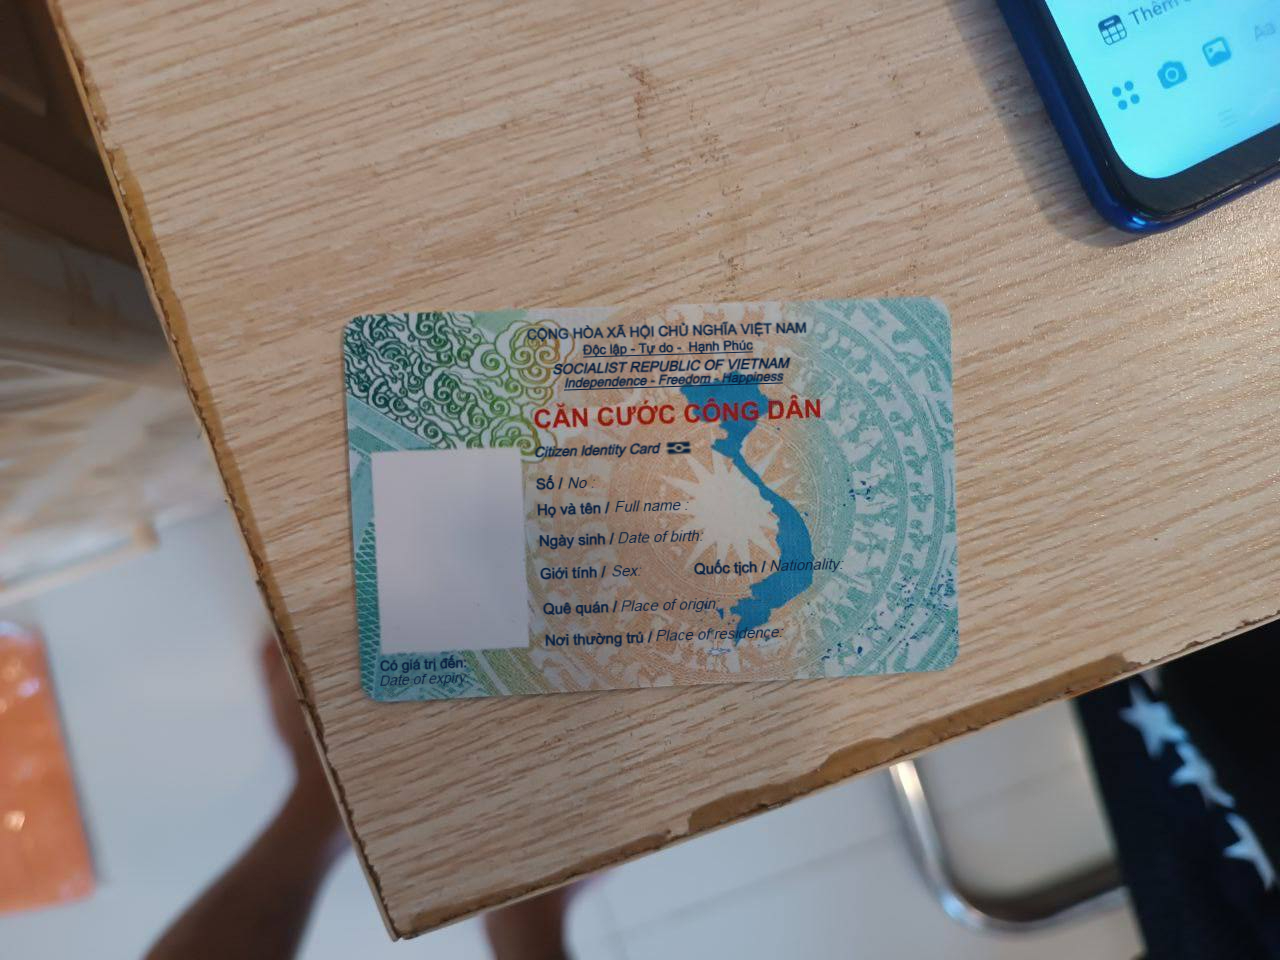 Thêm
Aa
CỘNG HÒA XÃ HỘI CHỦ NGHĨA VIỆT NAM
Độc lập - Tự do - Hạnh Phúc
SOCIALIST REPUBLIC OF VIETNAM
Independence - Freedom - Happiness
CĂN CƯỚC CÔNG DÂN
Citizen Identity Card
Số / No :
Họ và tên / Full name :
Ngày sinh / Date of birth:
Giới tính / Sex: Quốc tịch / Nationality:
Quê quán / Place of origin:
Nơi thường trú / Place of residence:
Có giá trị đến:
Date of expiry: